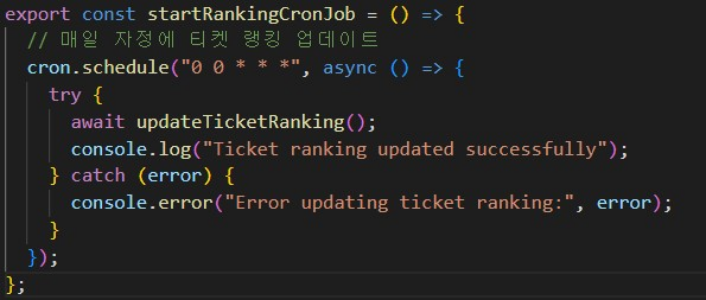 export const startRankingCronJob = () => {
  // 매일 자정에 티켓 랭킹 업데이트
  cron.schedule("0 0 * * *", async () => {
    try {
      await updateTicketRanking();
      console.log("Ticket ranking updated successfully");
    } catch (error) {
      console.error("Error updating ticket ranking:", error);
    }
  });
};